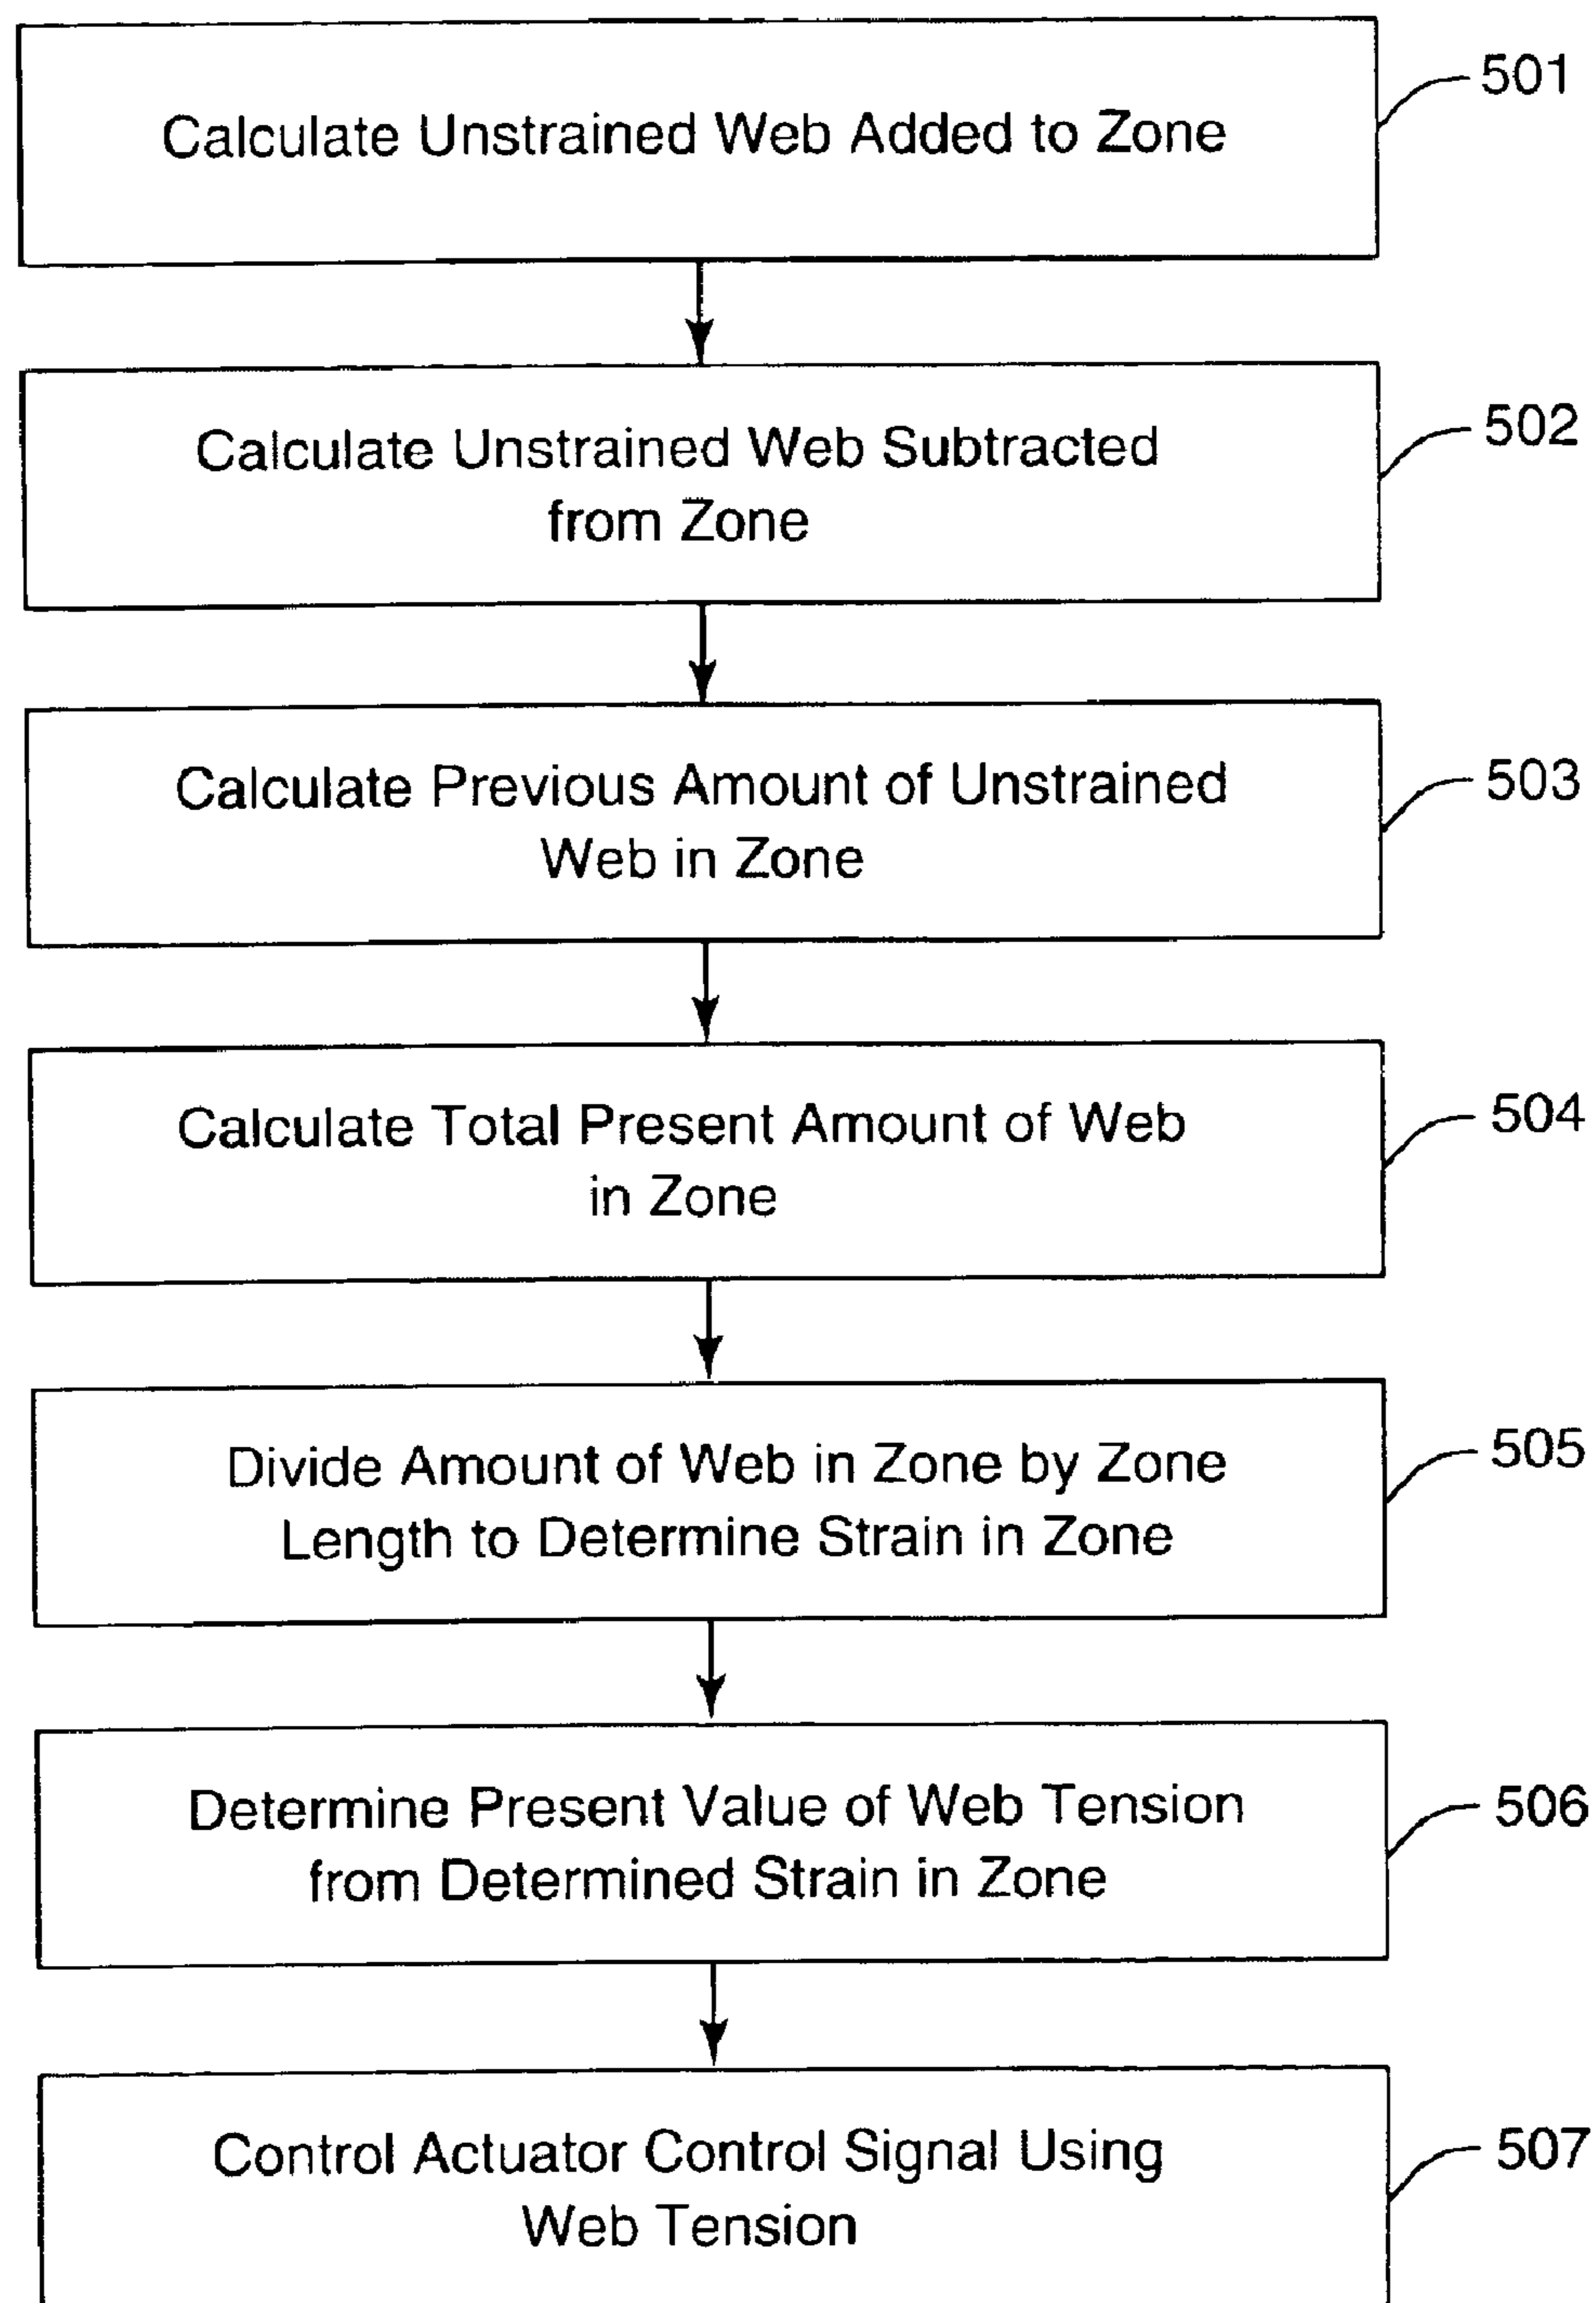 Calculate Unstrained Web Added to Zone
501
Calculate Unstrained Web Subtracted
from Zone
502
Calculate Previous Amount of Unstrained
Web in Zone
503
Calculate Total Present Amount of Web
in Zone
504
Divide Amount of Web in Zone by Zone
Length to Determine Strain in Zone
505
Determine Present Value of Web Tension
from Determined Strain in Zone
506
Control Actuator Control Signal Using
Web Tension
507